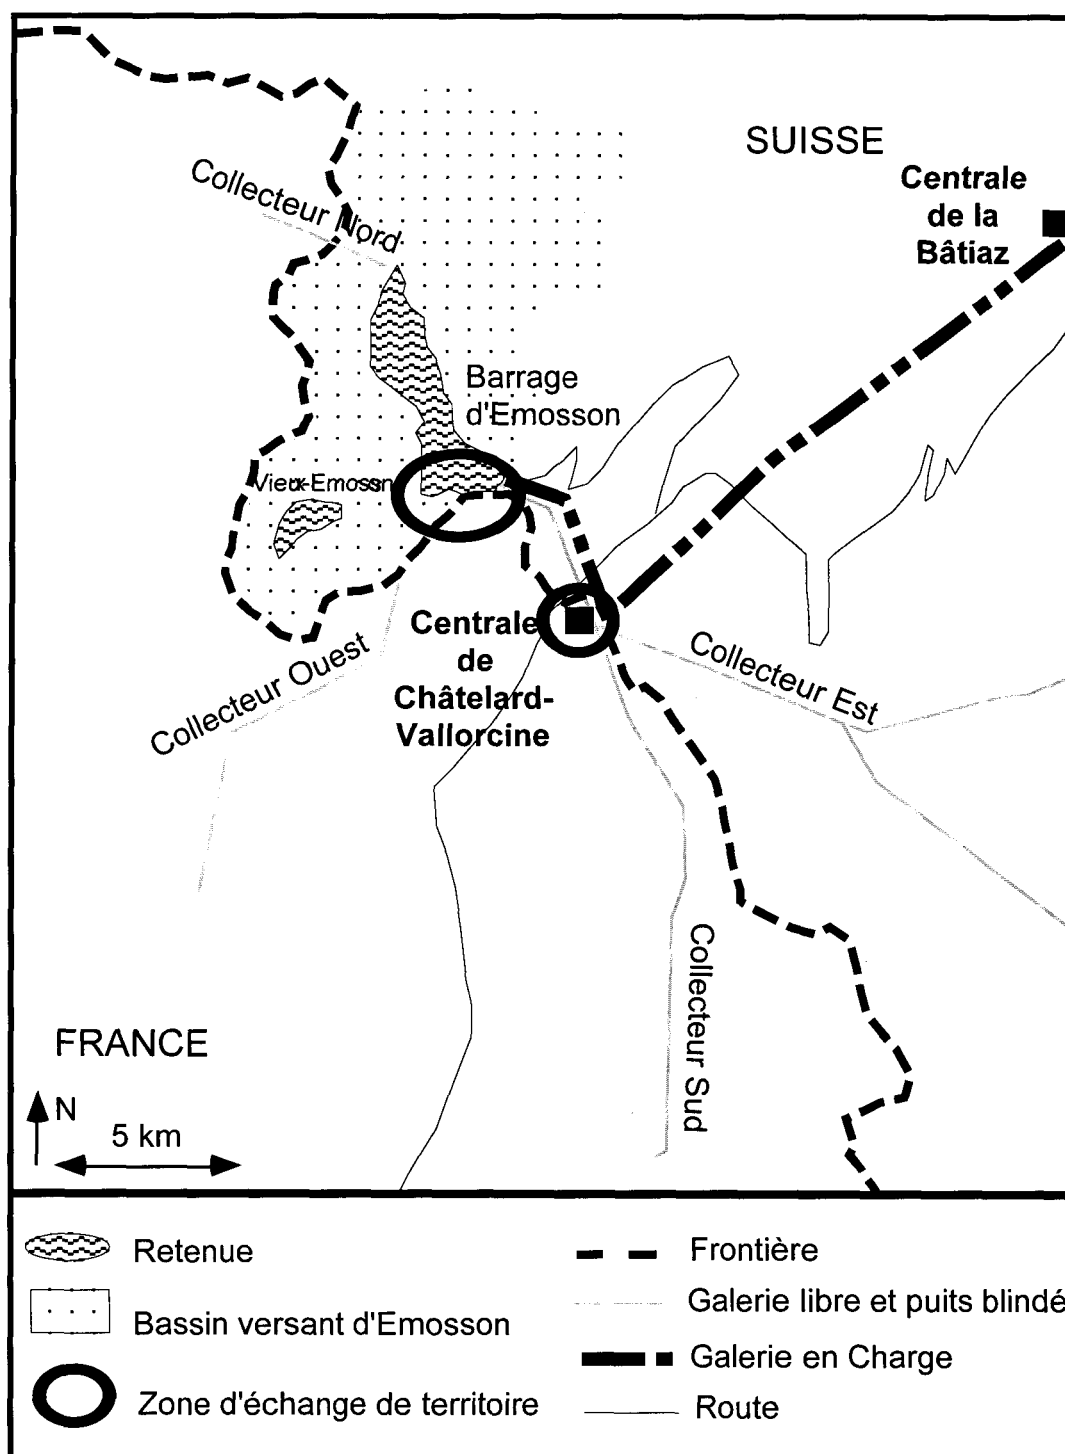 SUISSE
Centrale
de la
Bâtiaz
Collecteur Nord
Barrage
d'Emosson
Vieux-Emosson
Centrale
de
Châtelard-
Vallorcine
Collecteur Ouest
Collecteur Est
Collecteur Sud
FRANCE
N
5 km
Retenue
Bassin versant d'Emosson
Zone d'échange de territoire
Frontière
Galerie libre et puits blindé
Galerie en Charge
Route